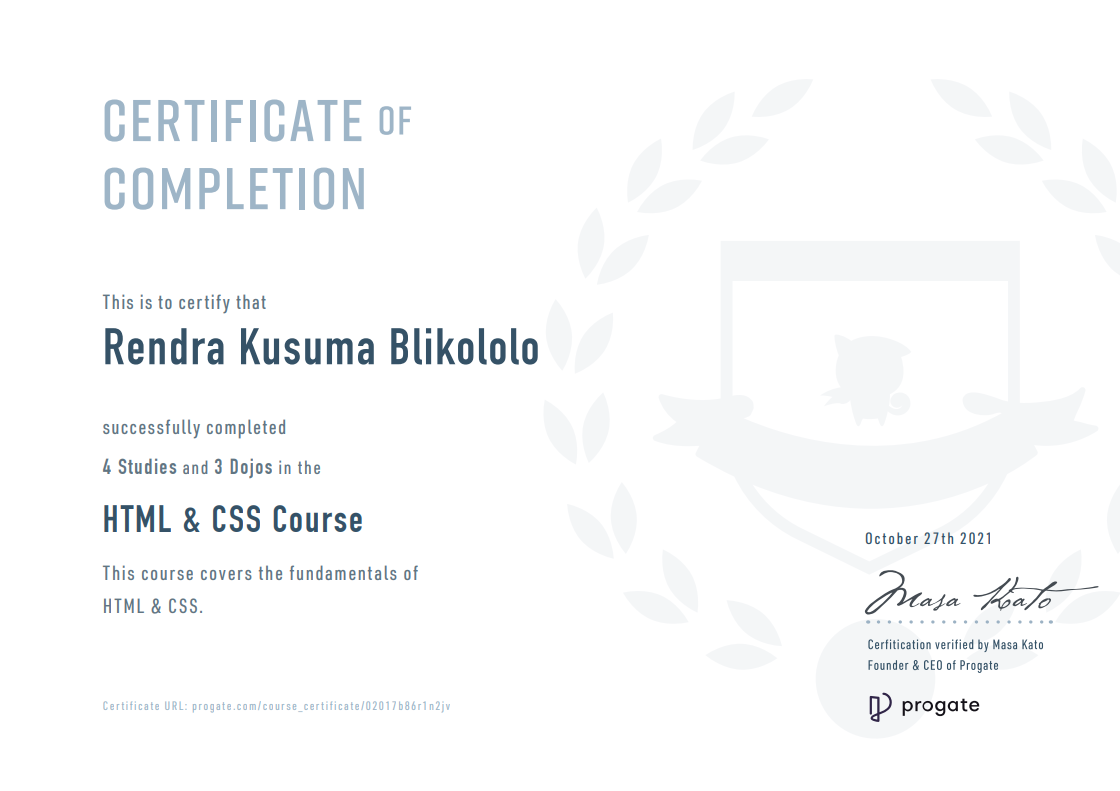 CERTIFICATE OF
COMPLETION
This is to certify that
Rendra Kusuma Blikololo
successfully completed
4 Studies and 3 Dojos in the
HTML & CSS Course
This course covers the fundamentals of
HTML & CSS.
Certificate URL: progate.com/course_certificate/02017b86r1n2jv
October 27th 2021
Masa Kato
Cerfitication verified by Masa Kato
Founder & CEO of Progate
progate